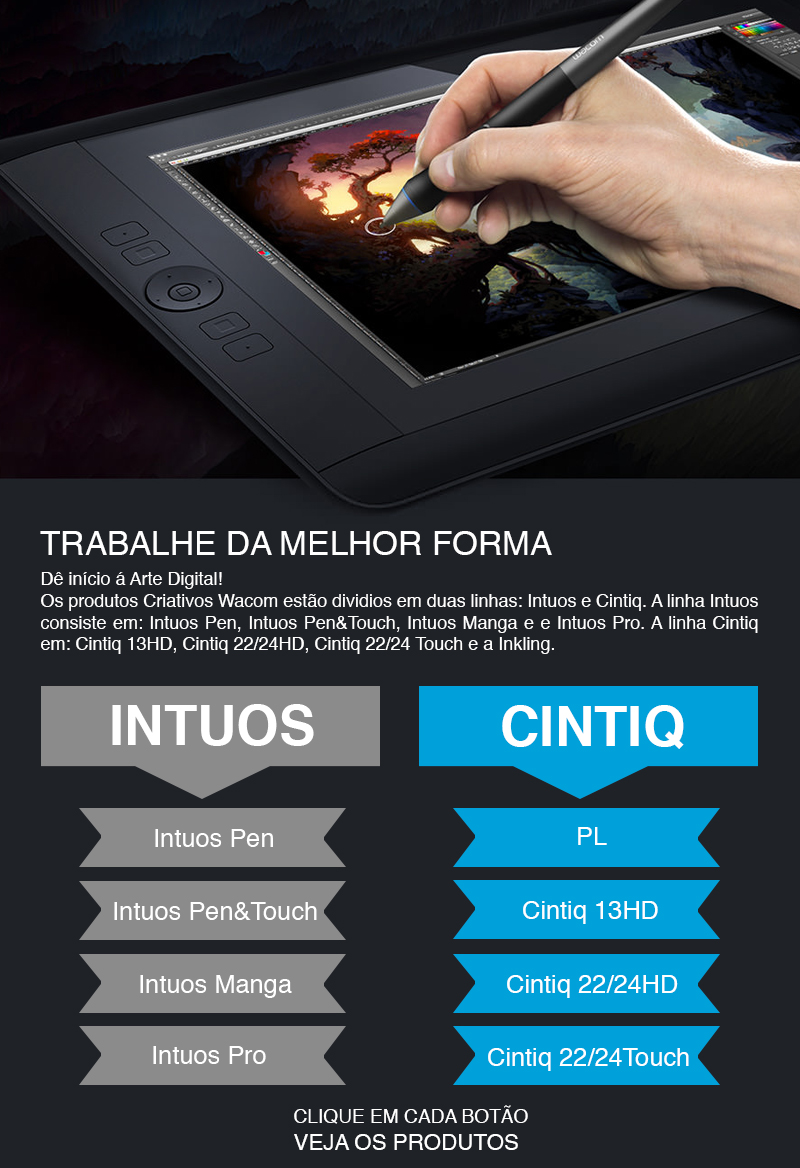 wacom
TRABALHE DA MELHOR FORMA
Dê início á Arte Digital!
Os produtos Criativos Wacom estão dividios em duas linhas: Intuos e Cintiq. A linha Intuos
consiste em: Intuos Pen, Intuos Pen&Touch, Intuos Manga e e Intuos Pro. A linha Cintiq
em: Cintiq 13HD, Cintiq 22/24HD, Cintiq 22/24 Touch e a Inkling.
INTUOS
CINTIQ
Intuos Pen
PL
Intuos Pen&Touch
Cintiq 13HD
Intuos Manga
Cintiq 22/24HD
Intuos Pro
Cintiq 22/24Touch
CLIQUE EM CADA BOTÃO
VEJA OS PRODUTOS